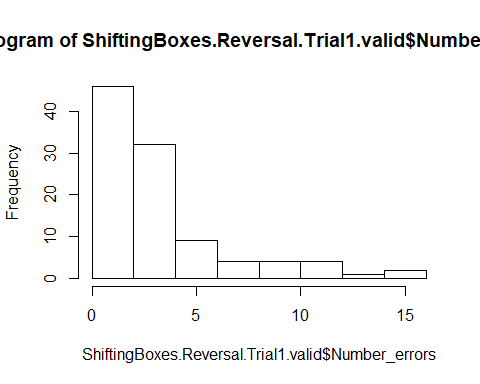 ogram of ShiftingBoxes.Reversal.Trial1.valid$Number
Frequency
40
30
20
10
0
0 5 10 15
ShiftingBoxes.Reversal.Trial1.valid$Number_errors